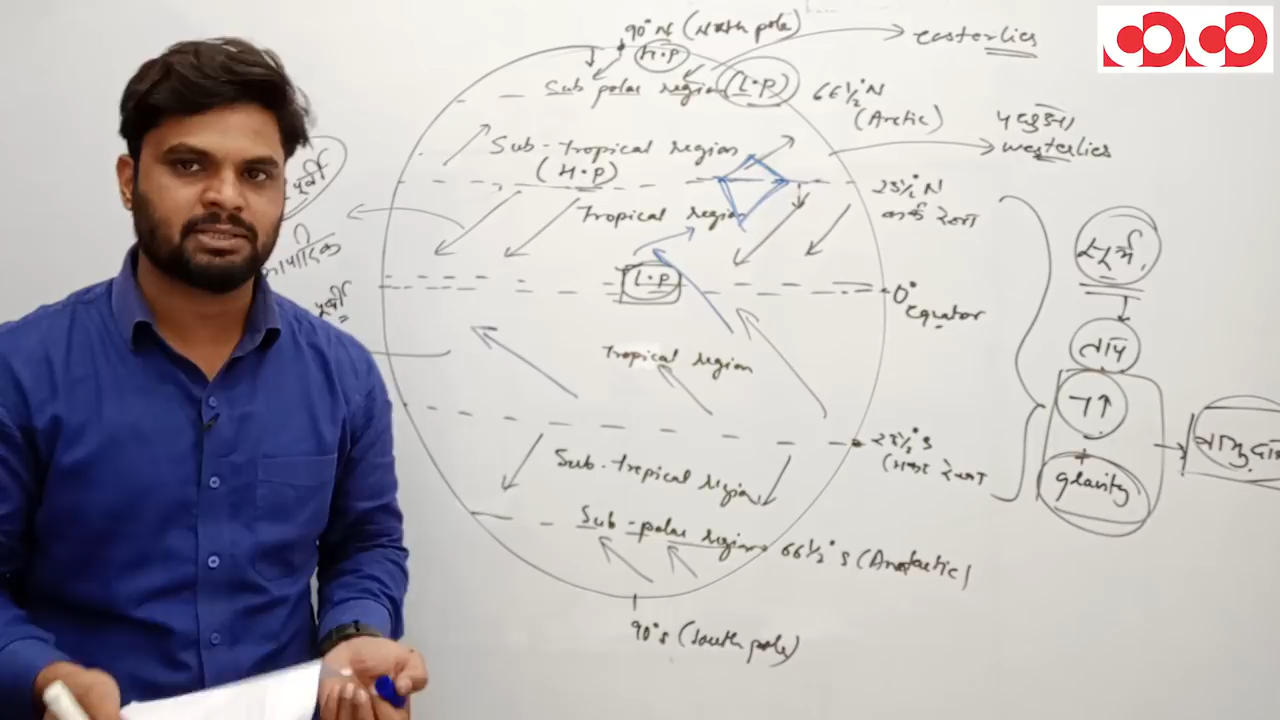 90° N (North pole)
H.P
easterlies
Sub polar region (L.P)
66½° N
(Arctic)
पछुआ
westerlies
Sub-tropical region
(H.P)
23½ N
कर्क रेखा
Tropical region
L.P
0°
equator
Tropical region
ताप
23½° S
(मकर रेखा
Sub-tropical region
gravity
Sub-polar region
66½° S (Antarctic)
90° S (South pole)